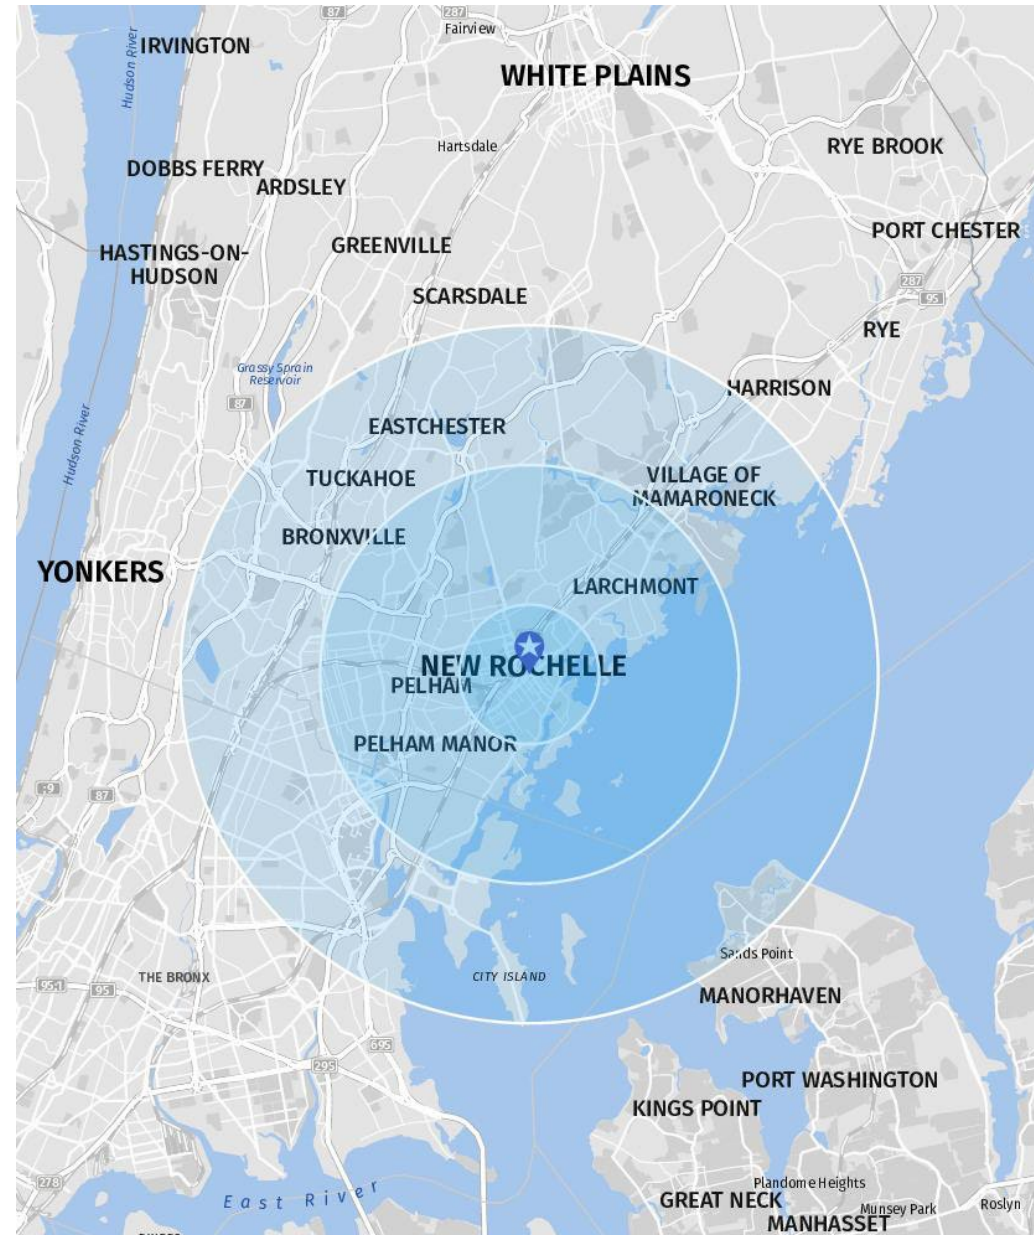 87
287
Fairview
IRVINGTON
Hudson River
WHITE PLAINS
Hartsdale
RYE BROOK
DOBBS FERRY
ARDSLEY
PORT CHESTER
GREENVILLE
HASTINGS-ON-
HUDSON
287
95
SCARSDALE
RYE
Grassy Sprain
Reservoir
87
HARRISON
Hudson River
EASTCHESTER
TUCKAHOE
VILLAGE OF
MAMARONECK
BRONXVILLE
YONKERS
LARCHMONT
NEW ROCHELLE
PELHAM
PELHAM MANOR
87
Sands Point
THE BRONX
CITY ISLAND
95
MANORHAVEN
695
295
PORT WASHINGTON
KINGS POINT
278
East River
Plandome Heights
GREAT NECK
Munsey Park
Roslyn
MANHASSET